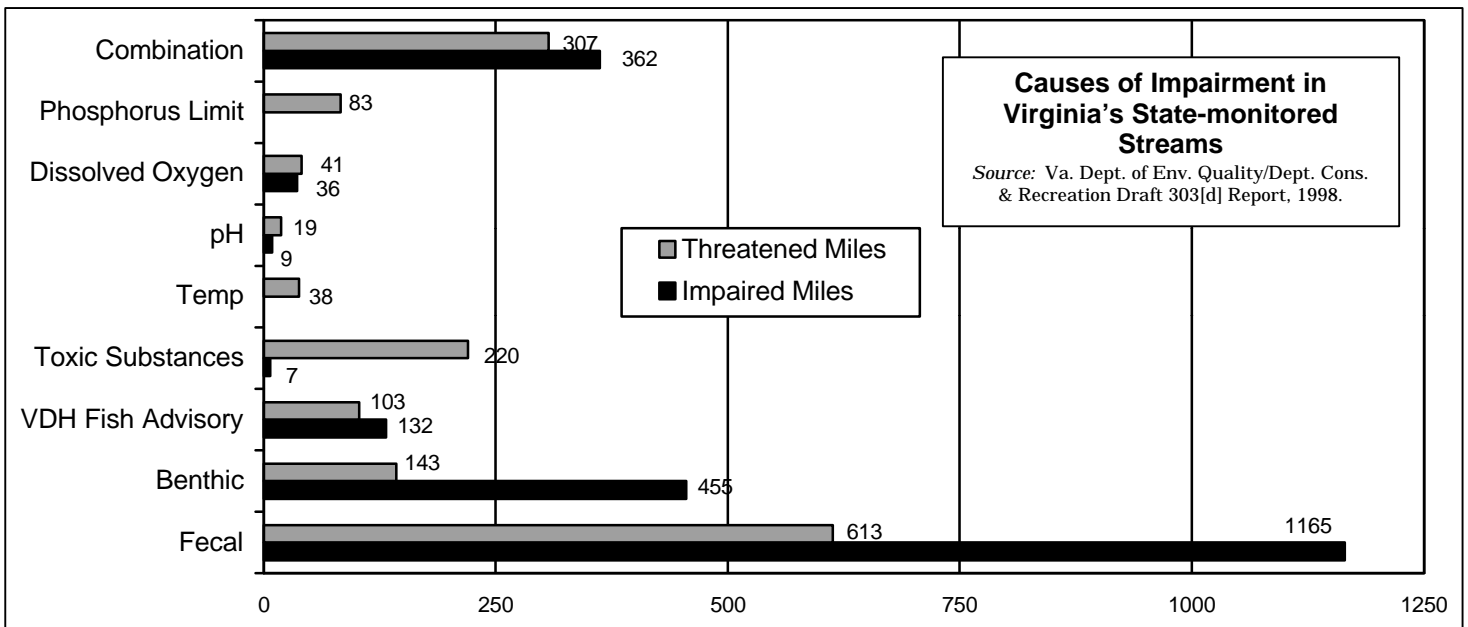 Combination
307
362
Phosphorus Limit
83
Dissolved Oxygen
41
36
pH
19
9
Temp
38
Toxic Substances
220
7
VDH Fish Advisory
103
132
Benthic
143
455
Fecal
613
1165
0 250 500 750 1000 1250
Causes of Impairment in
Virginia's State-monitored
Streams
Source: Va. Dept. of Env. Quality/Dept. Cons.
& Recreation Draft 303[d] Report, 1998.
Threatened Miles
Impaired Miles